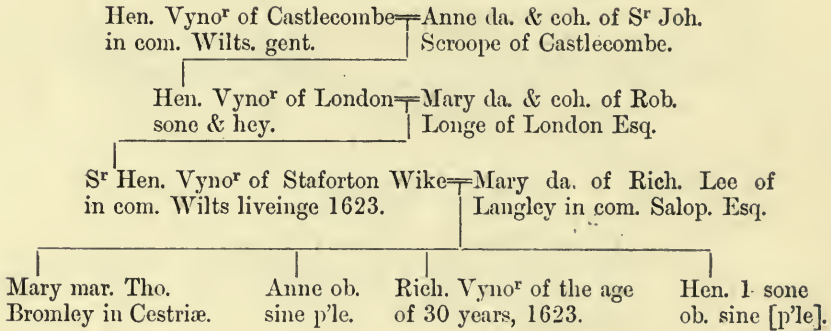 Hen. Vynoʳ of Castlecombe Anne da. & coh. of Sʳ Joh.
in com. Wilts. gent. Scroope of Castlecombe.
Hen. Vynoʳ of London Mary da. & coh. of Rob.
sone & hey. Longe of London Esq.
Sʳ Hen. Vynoʳ of Staforton Wike Mary da. of Rich. Lee of
in com. Wilts liveinge 1623. Langley in com. Salop. Esq.
Mary mar. Tho. Anne ob. Rich. Vynoʳ of the age Hen. 1 sone
Bromley in Cestriæ. sine p'le. of 30 years, 1623. ob. sine [p'le].